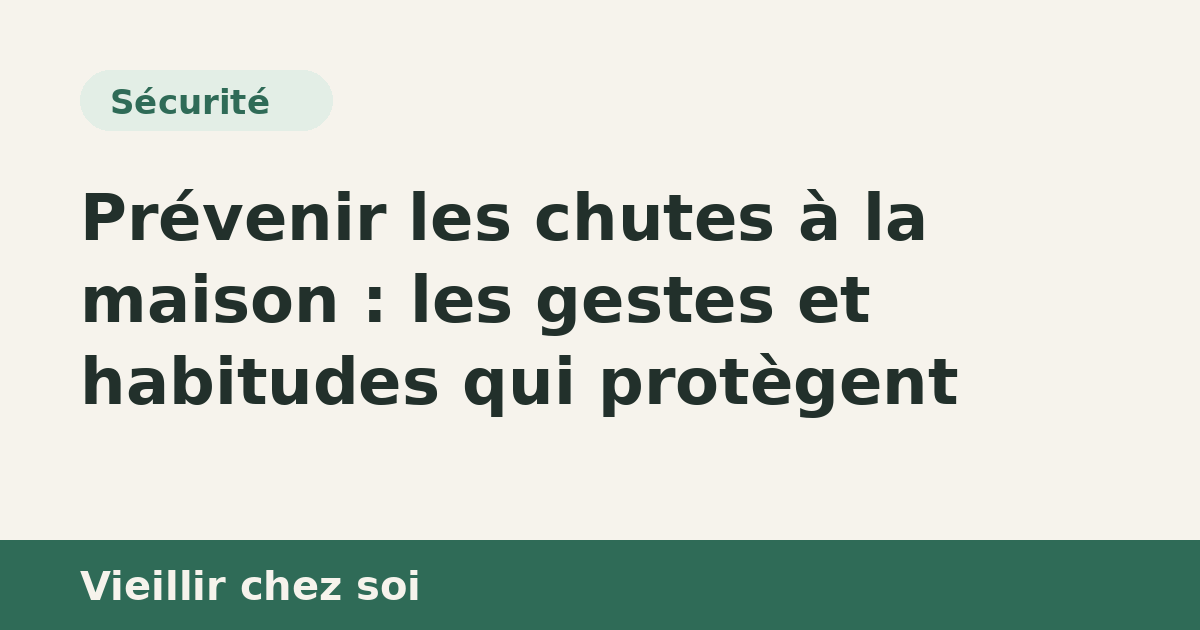 Sécurité
Prévenir les chutes à la
maison : les gestes et
habitudes qui protègent
Vieillir chez soi